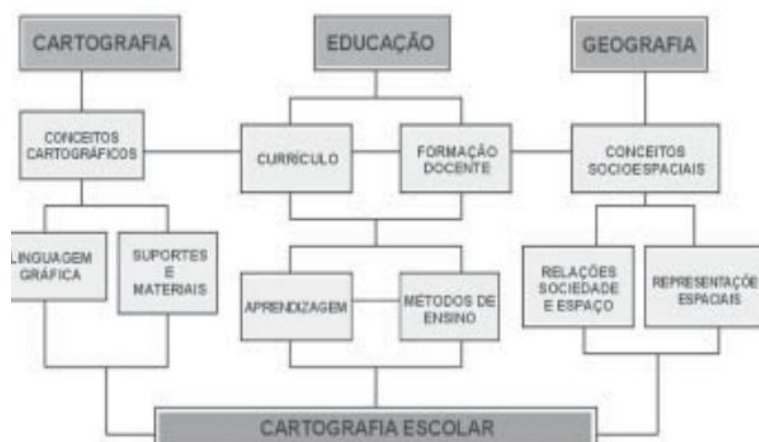 CARTOGRAFIA
EDUCAÇÃO
GEOGRAFIA
CONCEITOS
CARTOGRÁFICOS
CURRÍCULO
FORMAÇÃO
DOCENTE
CONCEITOS
SOCIOESPACIAIS
LINGUAGEM
GRÁFICA
SUPORTES
E
MATERIAIS
APRENDIZAGEM
MÉTODOS DE
ENSINO
RELAÇÕES
SOCIEDADE
E ESPAÇO
REPRESENTAÇÕES
ESPACIAIS
CARTOGRAFIA ESCOLAR